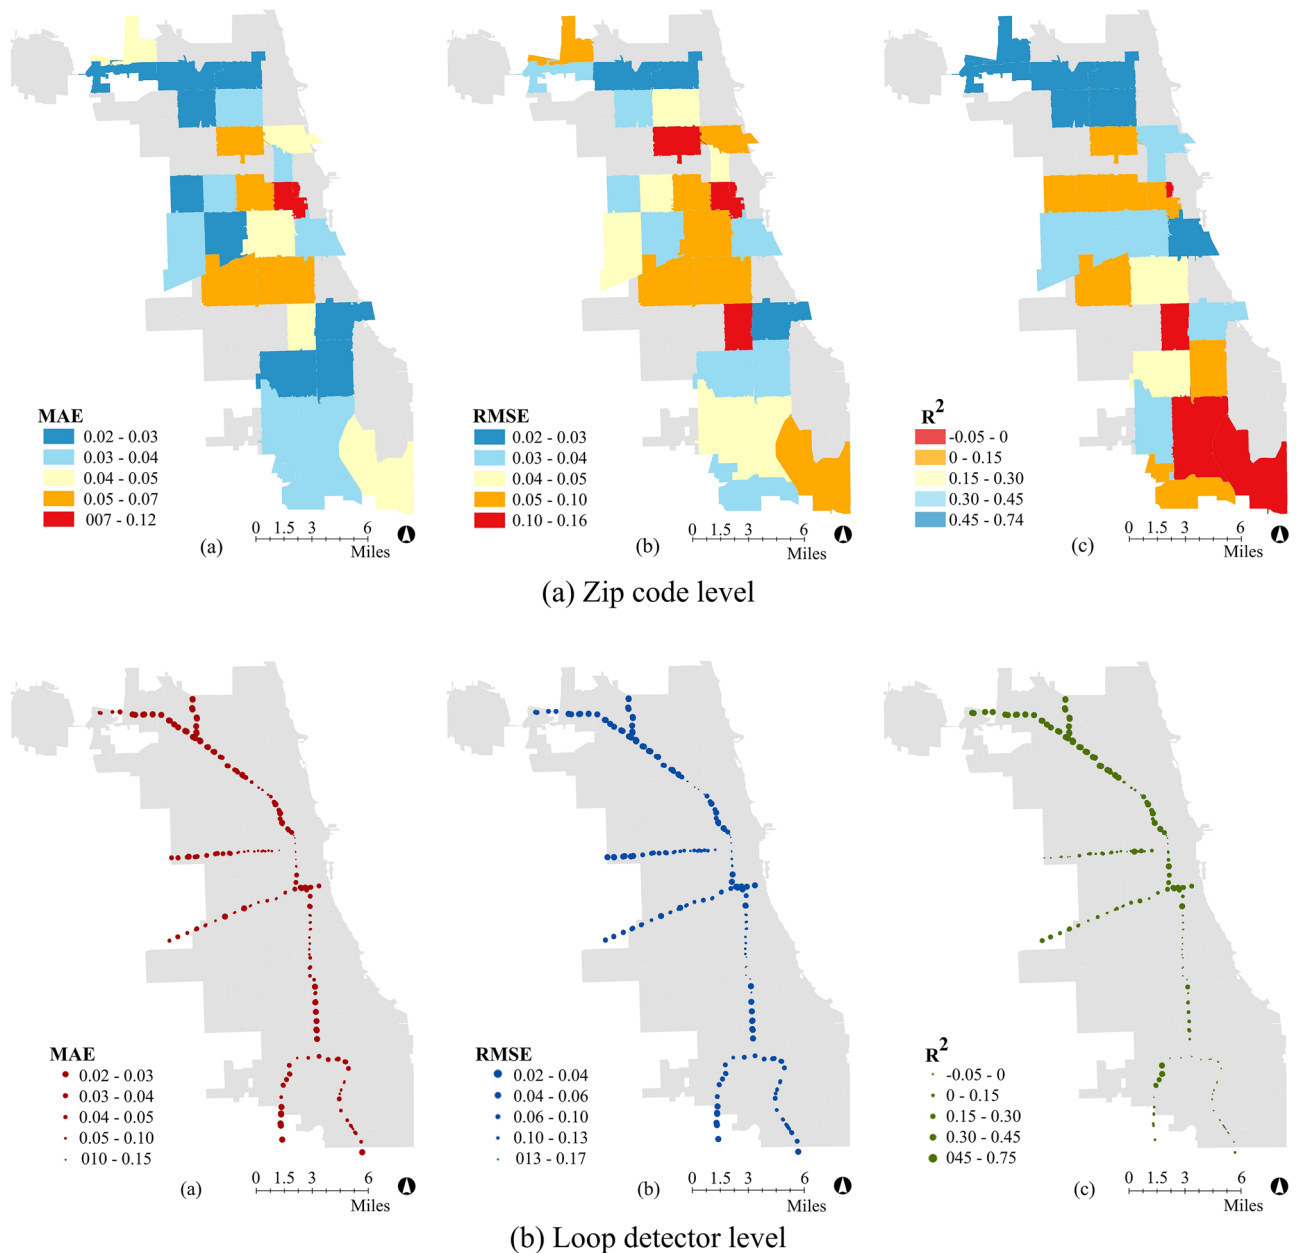 MAE
0.02 - 0.03
0.03 - 0.04
0.04 - 0.05
0.05 - 0.07
007 - 0.12
(a)
0 1.5 3 6
Miles
RMSE
0.02 - 0.03
0.03 - 0.04
0.04 - 0.05
0.05 - 0.10
0.10 - 0.16
(b)
0 1.5 3 6
Miles
R²
-0.05 - 0
0 - 0.15
0.15 - 0.30
0.30 - 0.45
0.45 - 0.74
(c)
0 1.5 3 6
Miles
(a) Zip code level
MAE
0.02 - 0.03
0.03 - 0.04
0.04 - 0.05
0.05 - 0.10
010 - 0.15
(a)
0 1.5 3 6
Miles
RMSE
0.02 - 0.04
0.04 - 0.06
0.06 - 0.10
0.10 - 0.13
013 - 0.17
(b)
0 1.5 3 6
Miles
R²
-0.05 - 0
0 - 0.15
0.15 - 0.30
0.30 - 0.45
045 - 0.75
(c)
0 1.5 3 6
Miles
(b) Loop detector level